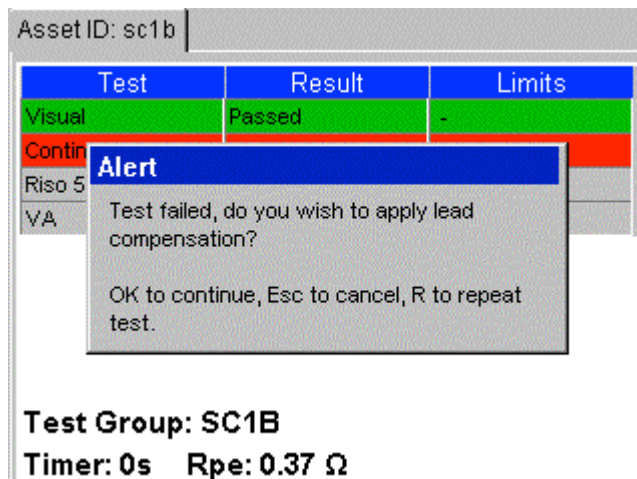 Asset ID: sc1b
Test Result Limits
Visual Passed -
Contin
Riso 5
VA
Alert
Test failed, do you wish to apply lead
compensation?
OK to continue, Esc to cancel, R to repeat
test.
Test Group: SC1B
Timer: 0s Rpe: 0.37 Ω